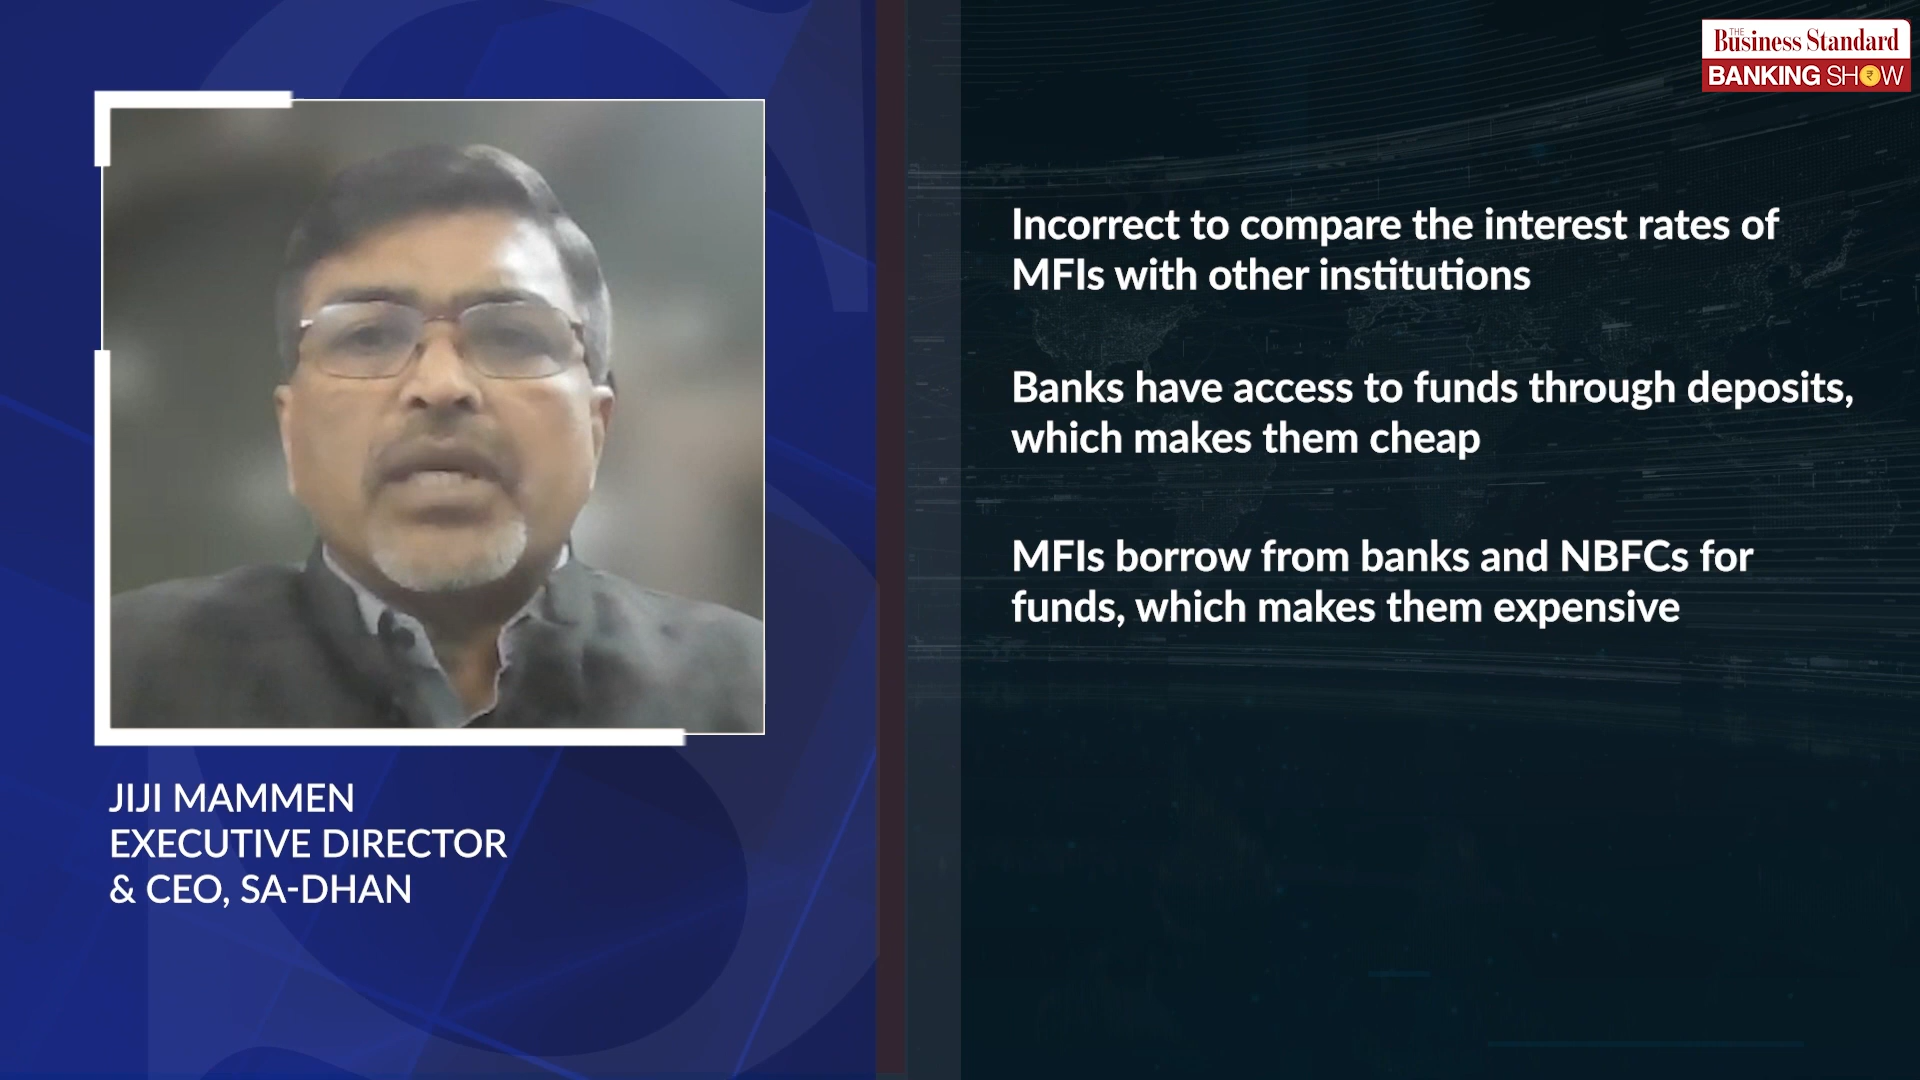 THE
Business Standard
BANKING SHOW
Incorrect to compare the interest rates of
MFIs with other institutions
Banks have access to funds through deposits,
which makes them cheap
MFIs borrow from banks and NBFCs for
funds, which makes them expensive
JIJI MAMMEN
EXECUTIVE DIRECTOR
& CEO, SA-DHAN